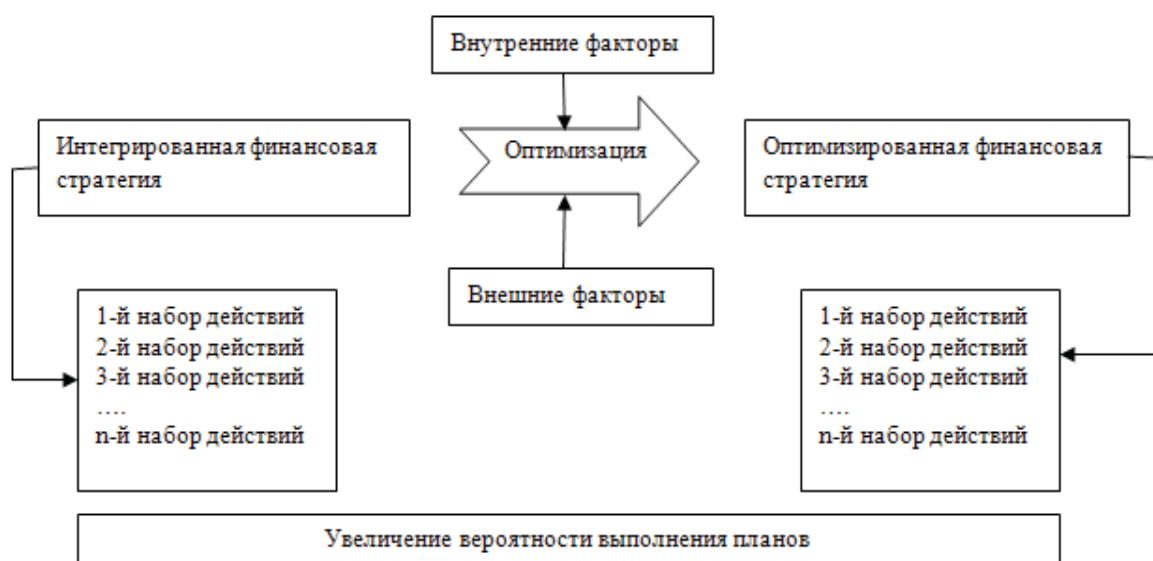 Внутренние факторы
Интегрированная финансовая
стратегия
Оптимизация
Оптимизированная финансовая
стратегия
Внешние факторы
1-й набор действий
2-й набор действий
3-й набор действий
….
n-й набор действий
1-й набор действий
2-й набор действий
3-й набор действий
….
n-й набор действий
Увеличение вероятности выполнения планов